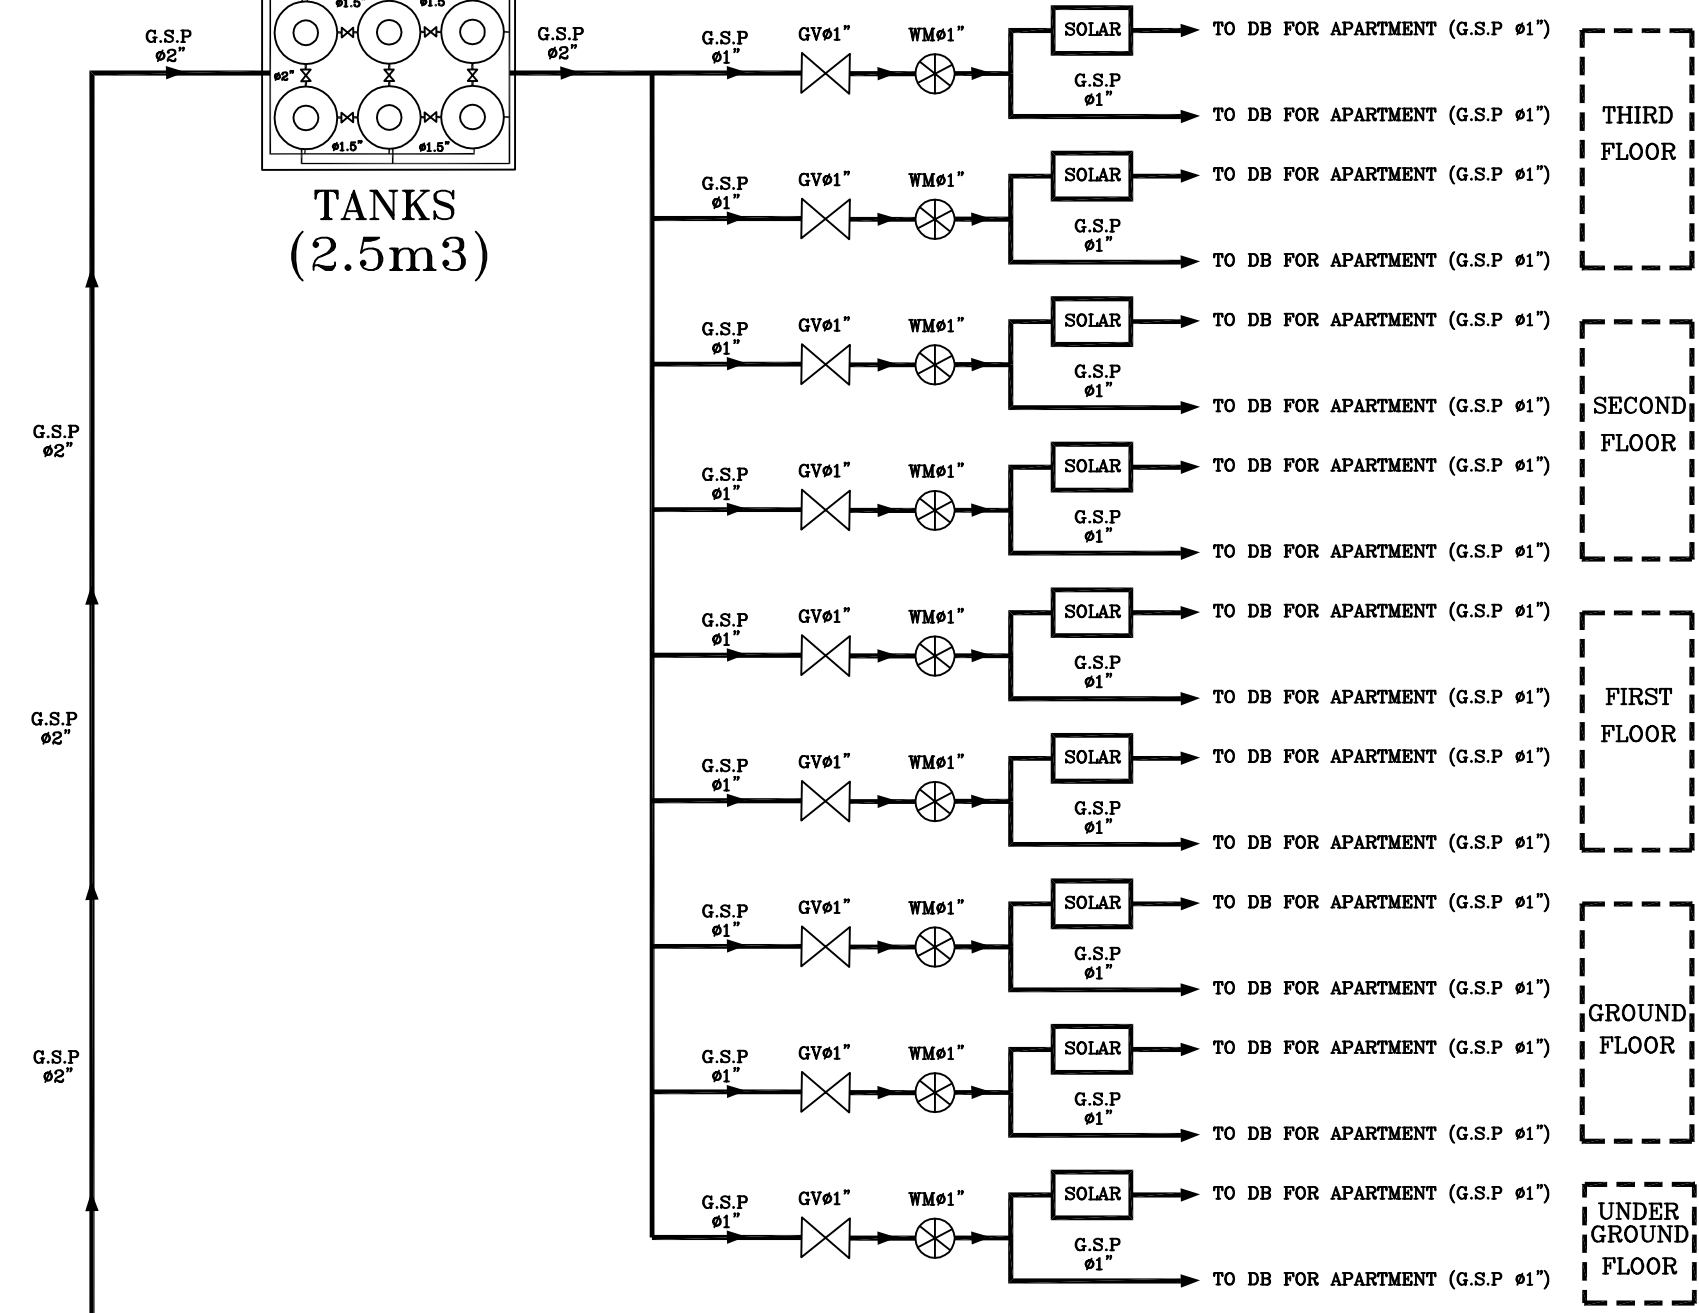 ø1.5"
ø1.5"
G.S.P
ø2"
ø2"
ø1.5"
ø1.5"
TANKS
(2.5m3)
G.S.P
ø2"
G.S.P
ø2"
G.S.P
ø2"
G.S.P
ø2"
G.S.P
ø1"
GVø1"
WMø1"
SOLAR
TO DB FOR APARTMENT (G.S.P ø1")
G.S.P
ø1"
TO DB FOR APARTMENT (G.S.P ø1")
G.S.P
ø1"
GVø1"
WMø1"
SOLAR
TO DB FOR APARTMENT (G.S.P ø1")
G.S.P
ø1"
TO DB FOR APARTMENT (G.S.P ø1")
THIRD
FLOOR
G.S.P
ø1"
GVø1"
WMø1"
SOLAR
TO DB FOR APARTMENT (G.S.P ø1")
G.S.P
ø1"
TO DB FOR APARTMENT (G.S.P ø1")
G.S.P
ø1"
GVø1"
WMø1"
SOLAR
TO DB FOR APARTMENT (G.S.P ø1")
G.S.P
ø1"
TO DB FOR APARTMENT (G.S.P ø1")
SECOND
FLOOR
G.S.P
ø1"
GVø1"
WMø1"
SOLAR
TO DB FOR APARTMENT (G.S.P ø1")
G.S.P
ø1"
TO DB FOR APARTMENT (G.S.P ø1")
G.S.P
ø1"
GVø1"
WMø1"
SOLAR
TO DB FOR APARTMENT (G.S.P ø1")
G.S.P
ø1"
TO DB FOR APARTMENT (G.S.P ø1")
FIRST
FLOOR
G.S.P
ø1"
GVø1"
WMø1"
SOLAR
TO DB FOR APARTMENT (G.S.P ø1")
G.S.P
ø1"
TO DB FOR APARTMENT (G.S.P ø1")
G.S.P
ø1"
GVø1"
WMø1"
SOLAR
TO DB FOR APARTMENT (G.S.P ø1")
G.S.P
ø1"
TO DB FOR APARTMENT (G.S.P ø1")
GROUND
FLOOR
G.S.P
ø1"
GVø1"
WMø1"
SOLAR
TO DB FOR APARTMENT (G.S.P ø1")
G.S.P
ø1"
TO DB FOR APARTMENT (G.S.P ø1")
UNDER
GROUND
FLOOR